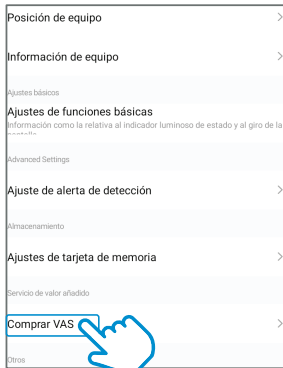 Posición de equipo
Información de equipo
Ajustes básicos
Ajustes de funciones básicas
Información como la relativa al indicador luminoso de estado y al giro de la
pantalla
Advanced Settings
Ajuste de alerta de detección
Almacenamiento
Ajustes de tarjeta de memoria
Servicio de valor añadido
Comprar VAS
Otros